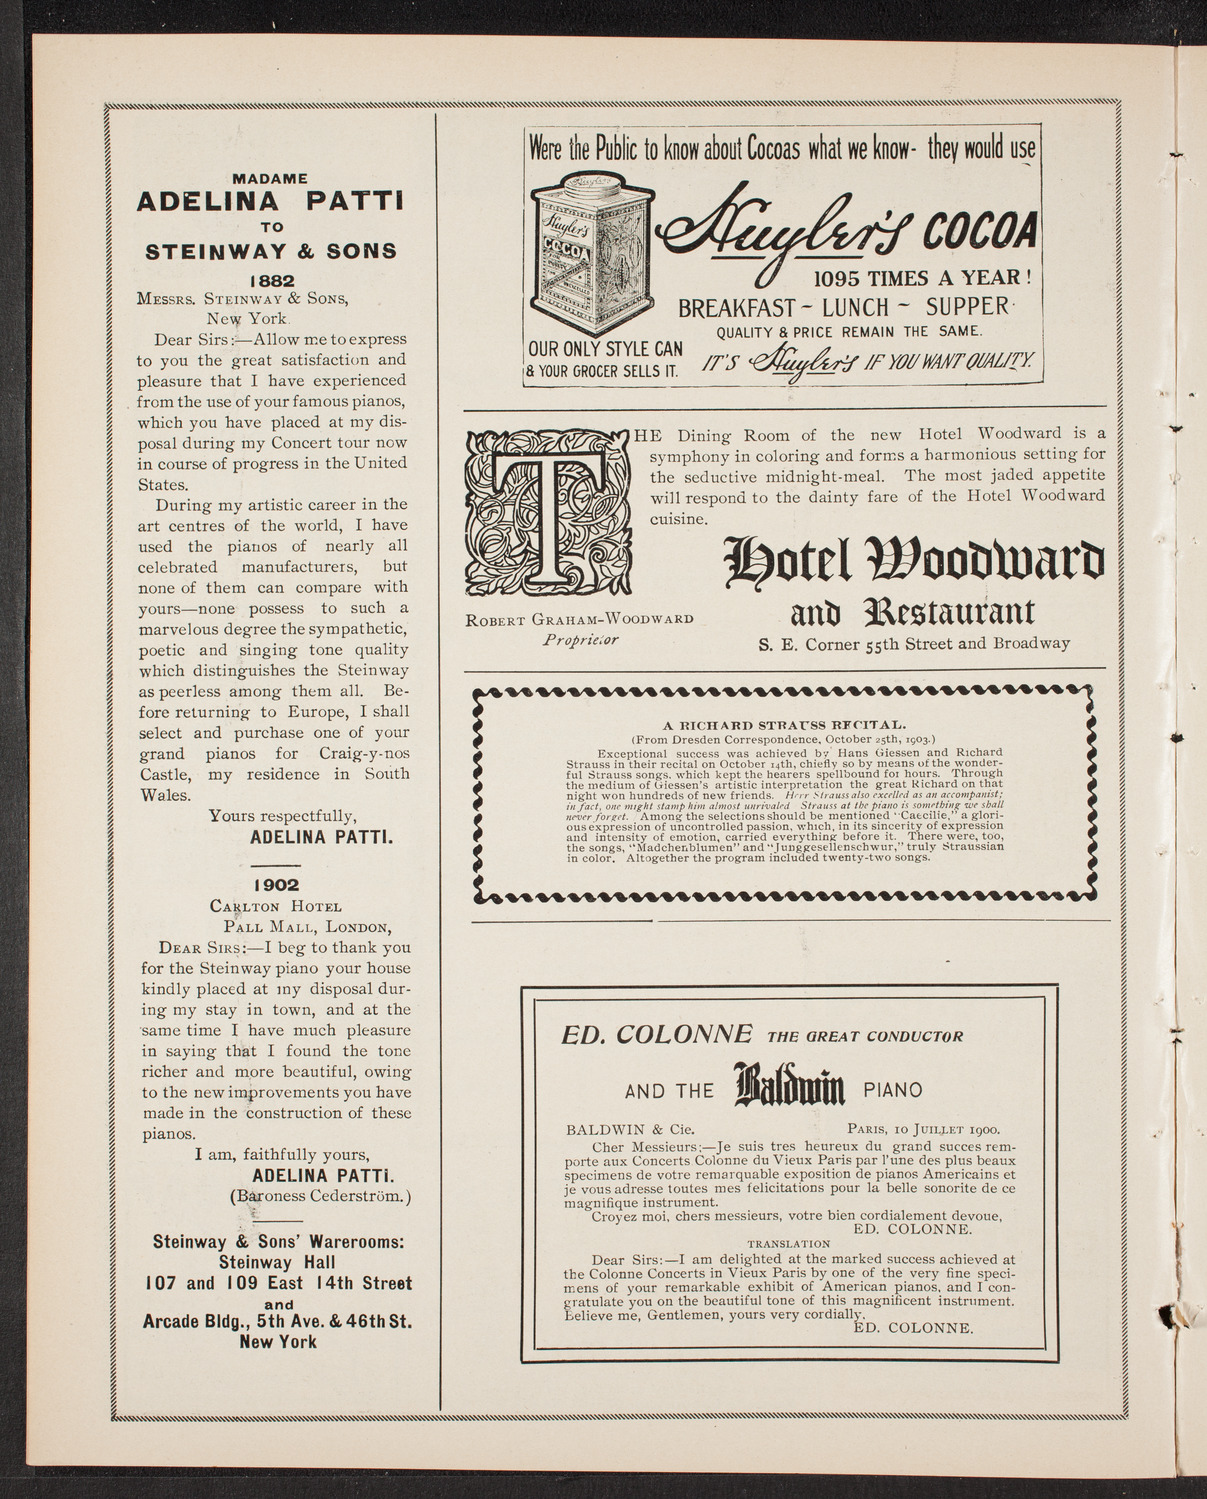 MADAME
ADELINA PATTI
TO
STEINWAY & SONS
1882
MESSRS. STEINWAY & SONS,
New York.
Dear Sirs:—Allow me to express
to you the great satisfaction and
pleasure that I have experienced
from the use of your famous pianos,
which you have placed at my dis-
posal during my Concert tour now
in course of progress in the United
States.
During my artistic career in the
art centres of the world, I have
used the pianos of nearly all
celebrated manufacturers, but
none of them can compare with
yours—none possess to such a
marvelous degree the sympathetic,
poetic and singing tone quality
which distinguishes the Steinway
as peerless among them all. Be-
fore returning to Europe, I shall
select and purchase one of your
grand pianos for Craig-y-nos
Castle, my residence in South
Wales.
Yours respectfully,
ADELINA PATTI.
1902
CARLTON HOTEL
PALL MALL, LONDON,
DEAR SIRS:—I beg to thank you
for the Steinway piano your house
kindly placed at my disposal dur-
ing my stay in town, and at the
same time I have much pleasure
in saying that I found the tone
richer and more beautiful, owing
to the new improvements you have
made in the construction of these
pianos.
I am, faithfully yours,
ADELINA PATTI.
(Baroness Cederström.)
Steinway & Sons' Warerooms:
Steinway Hall
107 and 109 East 14th Street
and
Arcade Bldg., 5th Ave. & 46th St.
New York
Were the Public to know about Cocoas what we know- they would use
Huyler's
Huyler's
COCOA
Huyler's COCOA
1095 TIMES A YEAR!
BREAKFAST ~ LUNCH ~ SUPPER.
QUALITY & PRICE REMAIN THE SAME.
OUR ONLY STYLE CAN
& YOUR GROCER SELLS IT.
IT'S Huyler's IF YOU WANT QUALITY.
THE Dining Room of the new Hotel Woodward is a
symphony in coloring and forms a harmonious setting for
the seductive midnight-meal. The most jaded appetite
will respond to the dainty fare of the Hotel Woodward
cuisine.
Hotel Woodward
and Restaurant
ROBERT GRAHAM-WOODWARD
Proprietor
S. E. Corner 55th Street and Broadway
A RICHARD STRAUSS RECITAL.
(From Dresden Correspondence, October 25th, 1903.)
Exceptional success was achieved by Hans Giessen and Richard
Strauss in their recital on October 14th, chiefly so by means of the wonder-
ful Strauss songs, which kept the hearers spellbound for hours. Through
the medium of Giessen's artistic interpretation the great Richard on that
night won hundreds of new friends. Herr Strauss also excelled as an accompanist;
in fact, one might stamp him almost unrivaled Strauss at the piano is something we shall
never forget. Among the selections should be mentioned "Caecilie," a glori-
ous expression of uncontrolled passion, which, in its sincerity of expression
and intensity of emotion, carried everything before it. There were, too,
the songs, "Madchenblumen" and "Junggesellenschwur," truly Straussian
in color. Altogether the program included twenty-two songs.
ED. COLONNE THE GREAT CONDUCTOR
AND THE Baldwin PIANO
BALDWIN & Cie. PARIS, 10 JUILLET 1900.
Cher Messieurs:—Je suis tres heureux du grand succes rem-
porte aux Concerts Colonne du Vieux Paris par l'une des plus beaux
specimens de votre remarquable exposition de pianos Americains et
je vous adresse toutes mes felicitations pour la belle sonorite de ce
magnifique instrument.
Croyez moi, chers messieurs, votre bien cordialement devoue,
ED. COLONNE.
TRANSLATION
Dear Sirs:—I am delighted at the marked success achieved at
the Colonne Concerts in Vieux Paris by one of the very fine speci-
mens of your remarkable exhibit of American pianos, and I con-
gratulate you on the beautiful tone of this magnificent instrument.
Believe me, Gentlemen, yours very cordially,
ED. COLONNE.